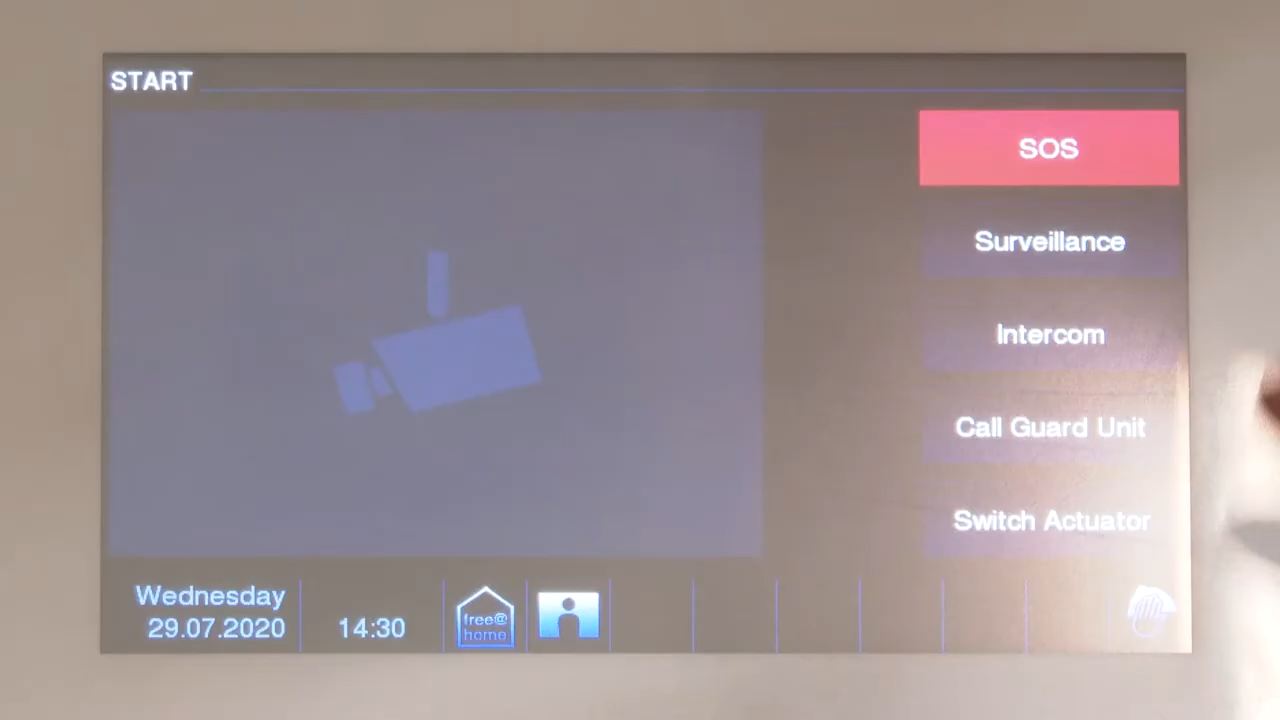 START
SOS
Surveillance
Intercom
Call Guard Unit
Switch Actuator
Wednesday
29.07.2020
14:30
free@
home